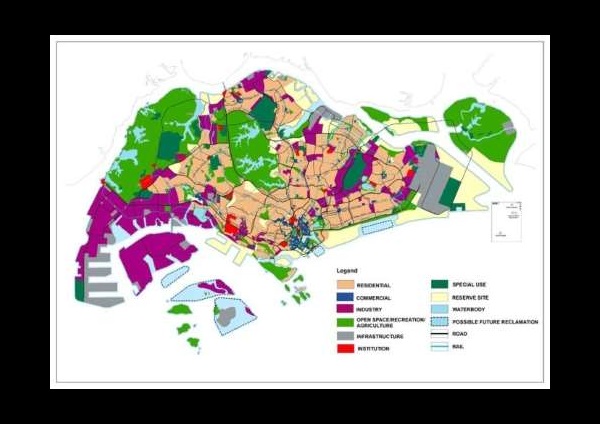 Legend
RESIDENTIAL
COMMERCIAL
INDUSTRY
OPEN SPACE/RECREATION/
AGRICULTURE
INFRASTRUCTURE
INSTITUTION
SPECIAL USE
RESERVE SITE
WATERBODY
POSSIBLE FUTURE RECLAMATION
ROAD
RAIL